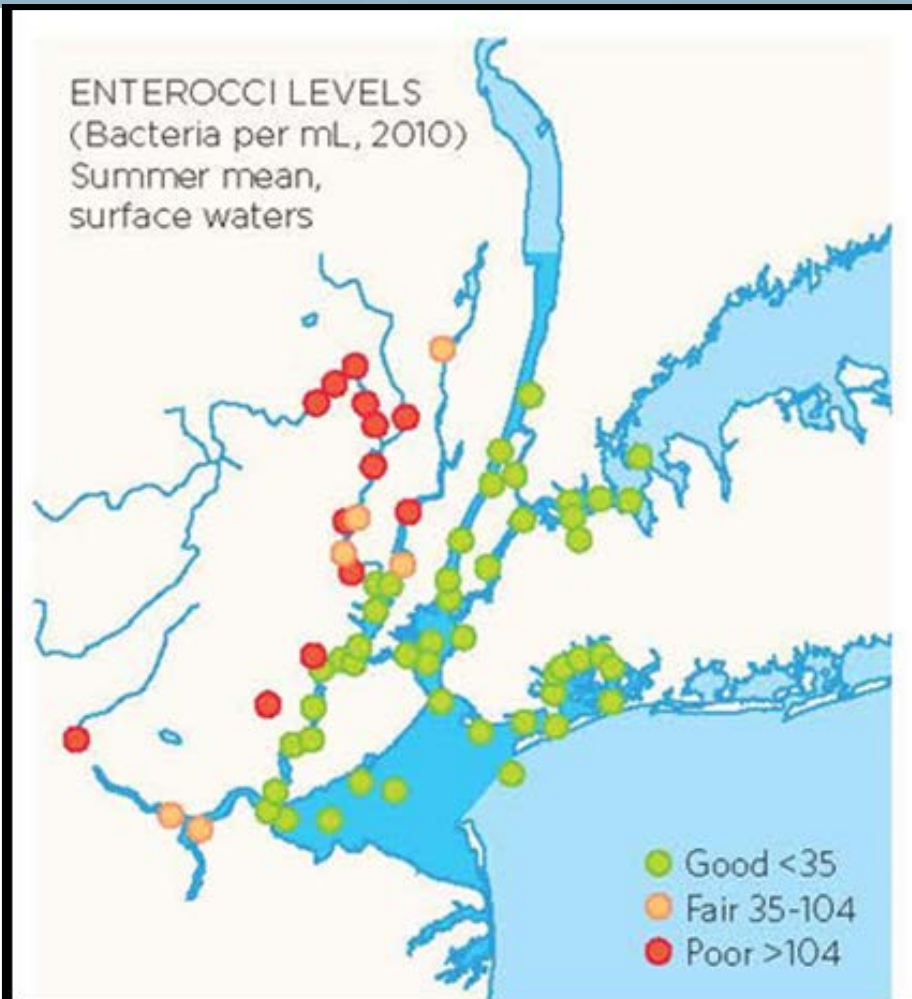 ENTEROCCI LEVELS
(Bacteria per mL, 2010)
Summer mean,
surface waters
Good <35
Fair 35-104
Poor >104